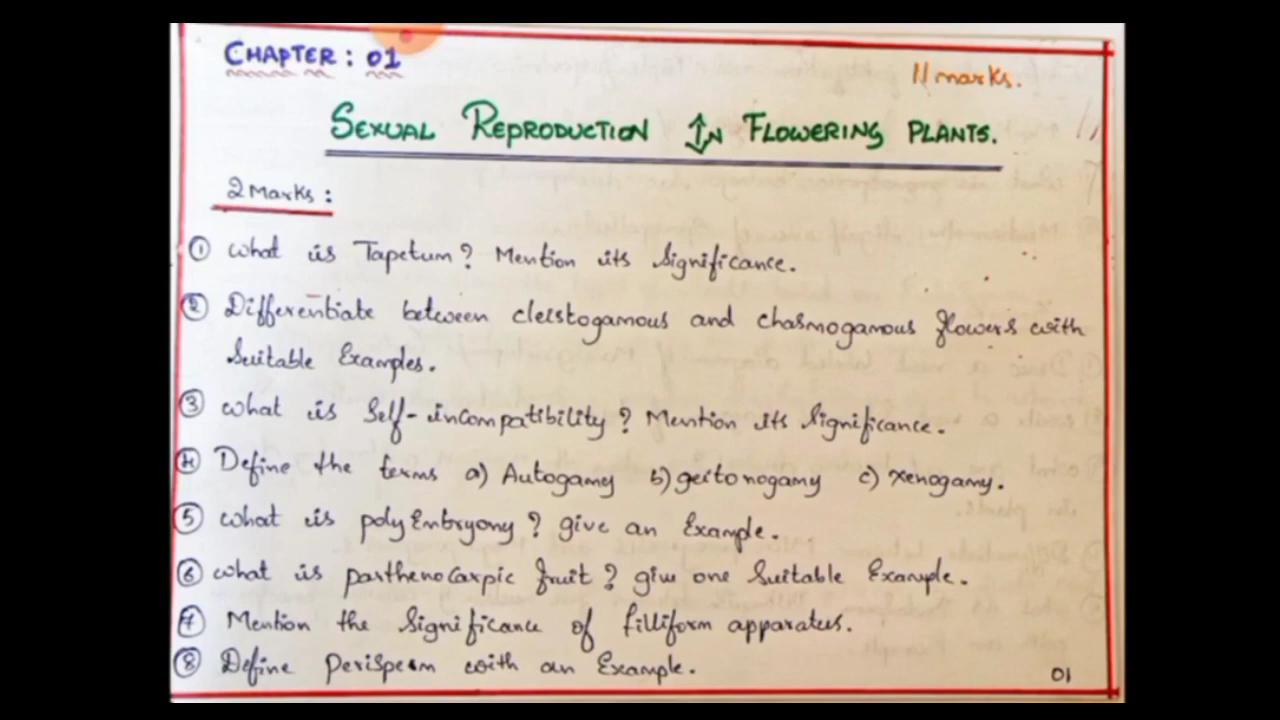 CHAPTER : 01
11 marks.
SEXUAL REPRODUCTION IN FLOWERING PLANTS.
2 Marks :
① What is Tapetum? Mention its Significance.
② Differentiate between cleistogamous and chasmogamous flowers with
Suitable Examples.
③ What is Self-incompatibility? Mention its Significance.
④ Define the terms a) Autogamy b) geitonogamy c) Xenogamy.
⑤ What is polyEmbryony? give an Example.
⑥ What is parthenocarpic fruit? give one Suitable Example.
⑦ Mention the Significance of filliform apparatus.
⑧ Define Perisperm with an Example.
01